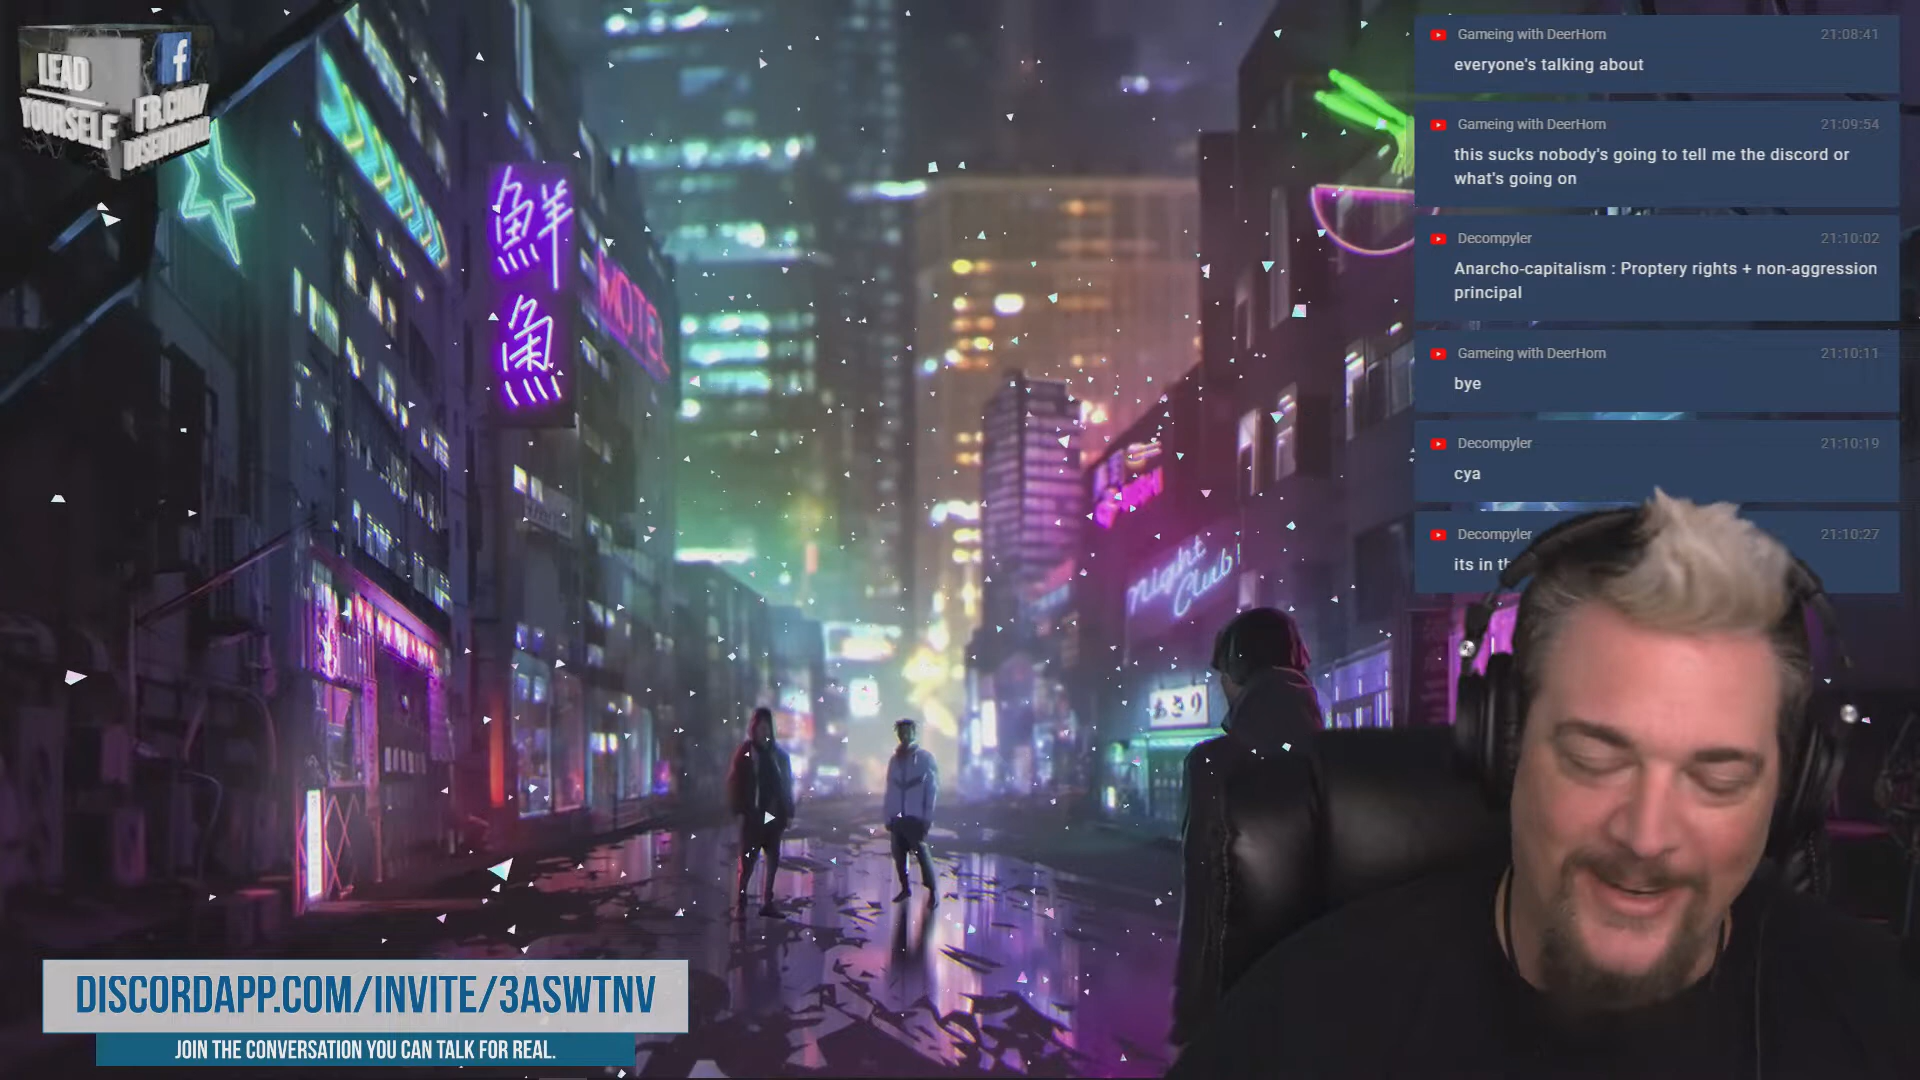 LEAD
YOURSELF
FB.COM/
鮮
魚
MOTEL
night
Club!
あさり
Gameing with DeerHorn 21:08:41
everyone's talking about
Gameing with DeerHorn 21:09:54
this sucks nobody's going to tell me the discord or
what's going on
Decompyler 21:10:02
Anarcho-capitalism : Proptery rights + non-aggression
principal
Gameing with DeerHorn 21:10:11
bye
Decompyler 21:10:19
cya
Decompyler 21:10:27
its in th
DISCORDAPP.COM/INVITE/3ASWTNV
JOIN THE CONVERSATION YOU CAN TALK FOR REAL.